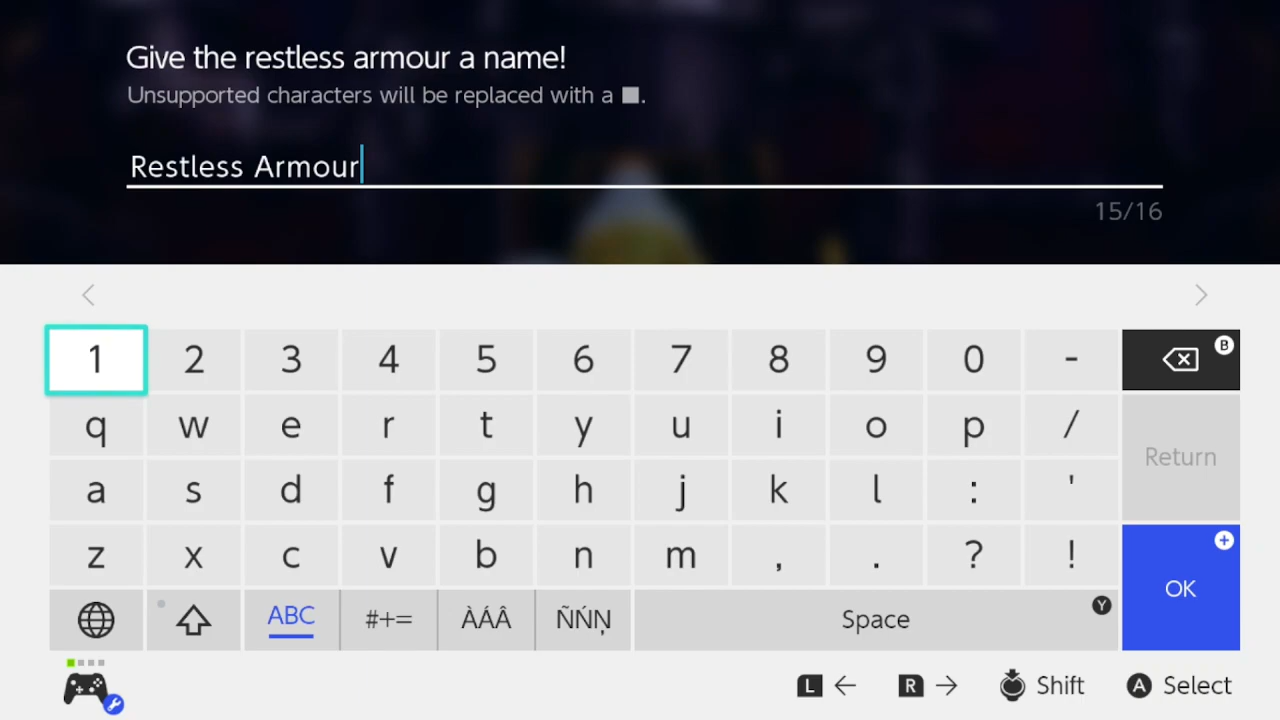 Give the restless armour a name!
Unsupported characters will be replaced with a ■.
Restless Armour
15/16
1 2 3 4 5 6 7 8 9 0 - B
q w e r t y u i o p / Return
a s d f g h j k l : '
z x c v b n m , . ? ! +
ABC #+= ÀÁÂ ÑŃŅ Space Y OK
L ← R → Shift A Select